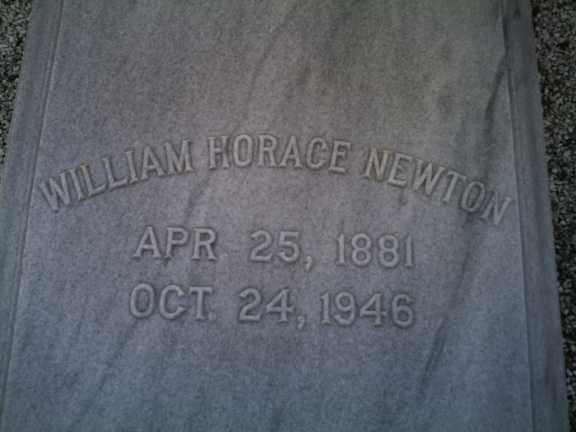 WILLIAM HORACE NEWTON
APR. 25, 1881
OCT. 24, 1946